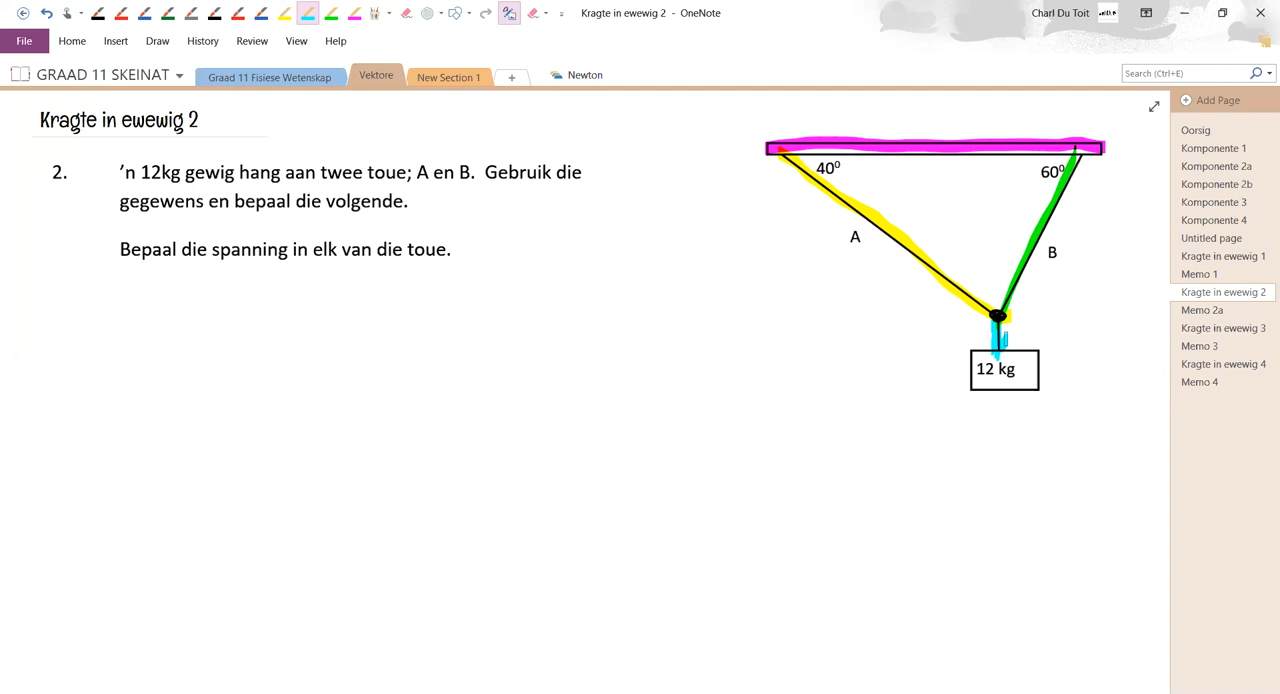 Kragte in ewewig 2 - OneNote
Charl Du Toit
File Home Insert Draw History Review View Help
GRAAD 11 SKEINAT
Graad 11 Fisiese Wetenskap
Vektore
New Section 1
Newton
Search (Ctrl+E)
Kragte in ewewig 2
2. 'n 12kg gewig hang aan twee toue; A en B. Gebruik die
gegewens en bepaal die volgende.
Bepaal die spanning in elk van die toue.
40⁰
60⁰
A
B
12 kg
Add Page
Oorsig
Komponente 1
Komponente 2a
Komponente 2b
Komponente 3
Komponente 4
Untitled page
Kragte in ewewig 1
Memo 1
Kragte in ewewig 2
Memo 2a
Kragte in ewewig 3
Memo 3
Kragte in ewewig 4
Memo 4